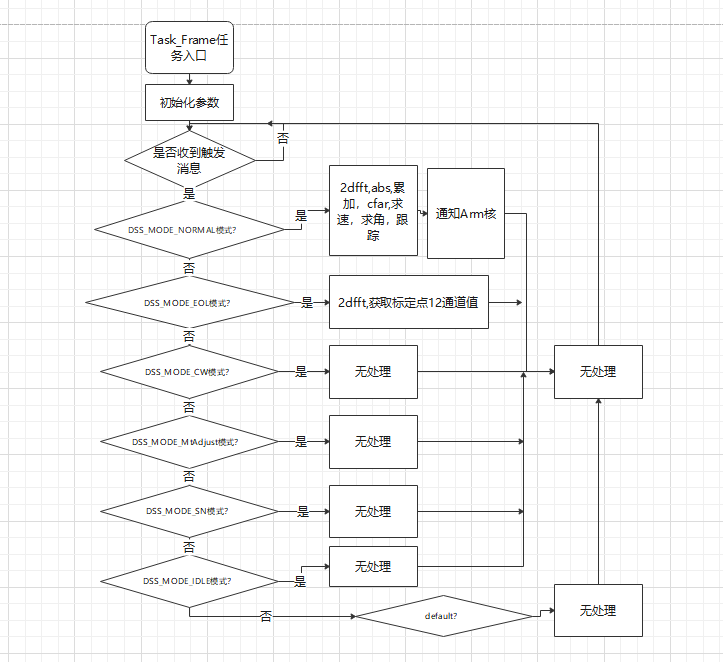 Task_Frame任
务入口
初始化参数
否
是否收到触发
消息
是
DSS_MODE_NORMAL模式?
是
2dfft,abs,累
加，cfar,求
速，求角，跟
踪
通知Arm核
否
DSS_MODE_EOL模式?
是
2dfft,获取标定点12通道值
否
DSS_MODE_CW模式?
是
无处理
无处理
否
DSS_MODE_MtAdjust模式?
是
无处理
否
DSS_MODE_SN模式?
是
无处理
否
DSS_MODE_IDLE模式?
是
无处理
否
default?
无处理